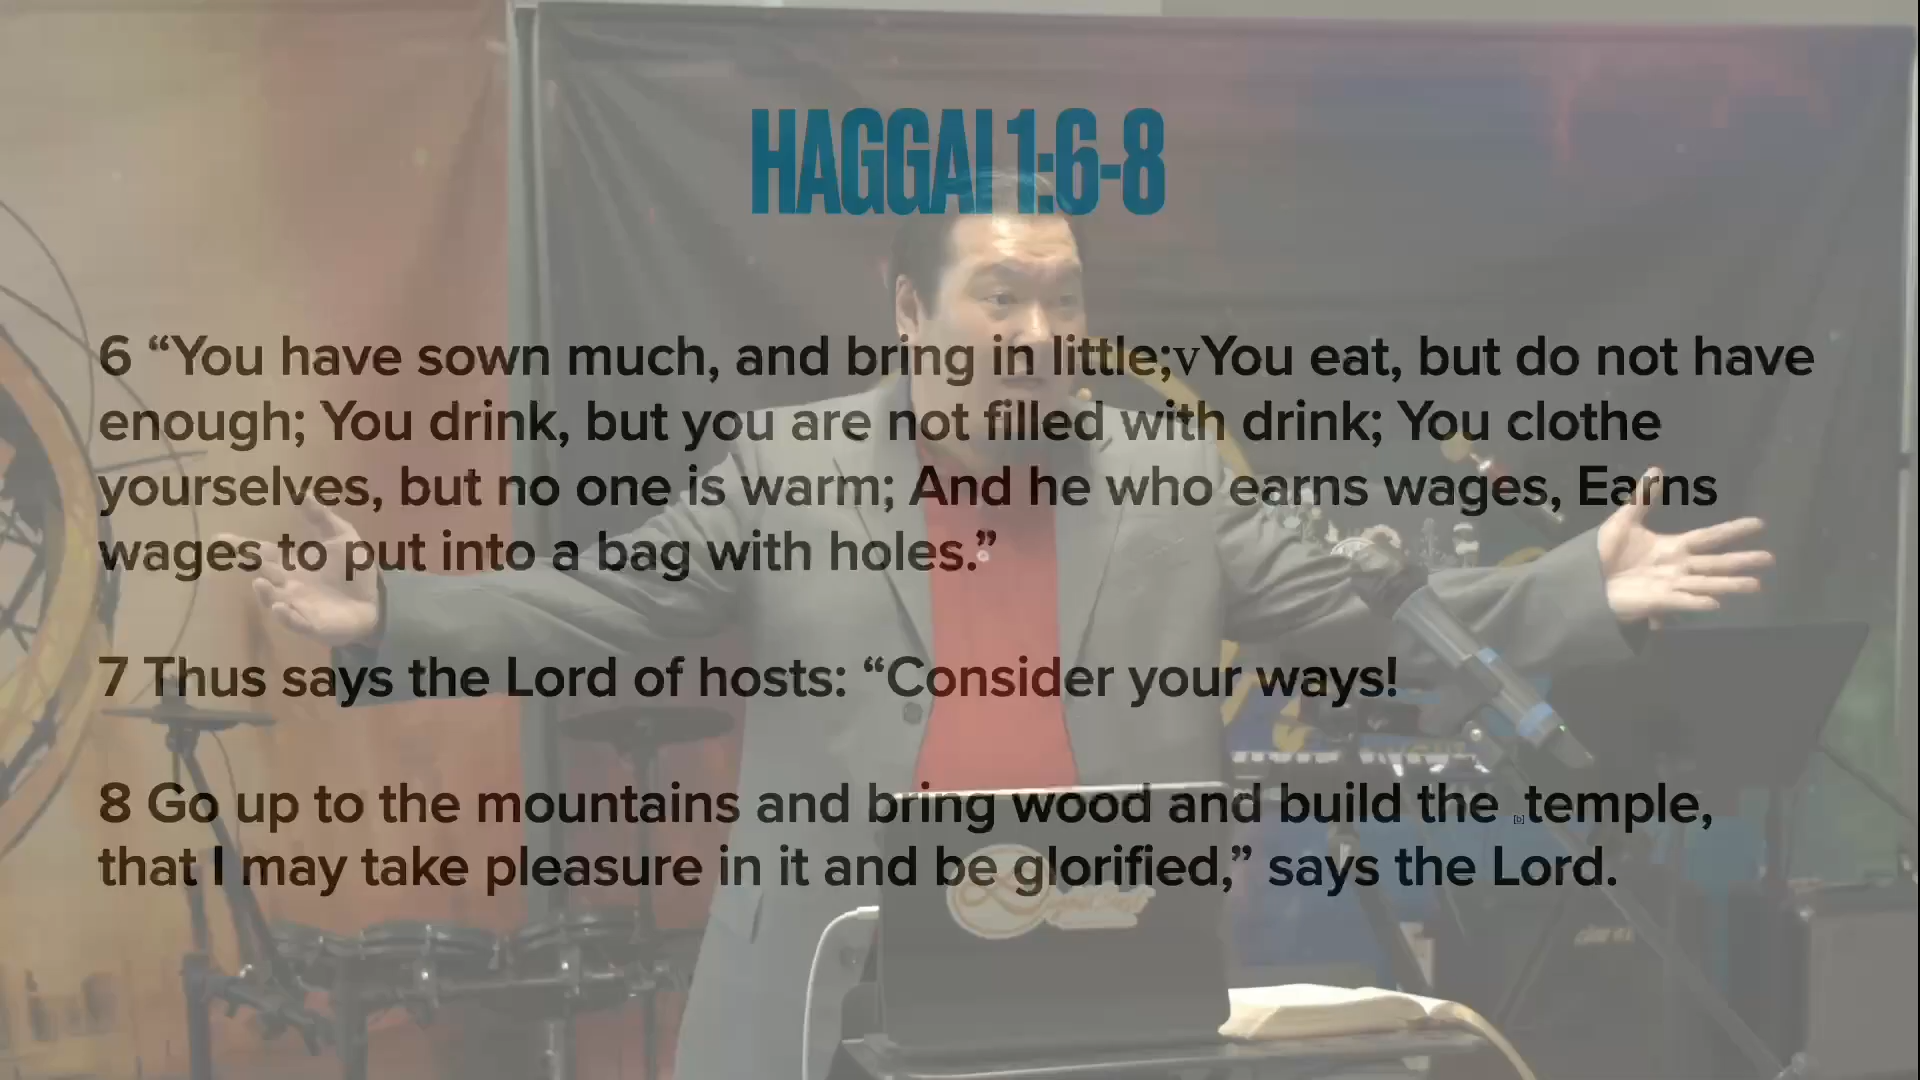 HAGGAI 1:6-8
6 “You have sown much, and bring in little;vYou eat, but do not have
enough; You drink, but you are not filled with drink; You clothe
yourselves, but no one is warm; And he who earns wages, Earns
wages to put into a bag with holes.”
7 Thus says the Lord of hosts: “Consider your ways!
8 Go up to the mountains and bring wood and build the [b]temple,
that I may take pleasure in it and be glorified,” says the Lord.